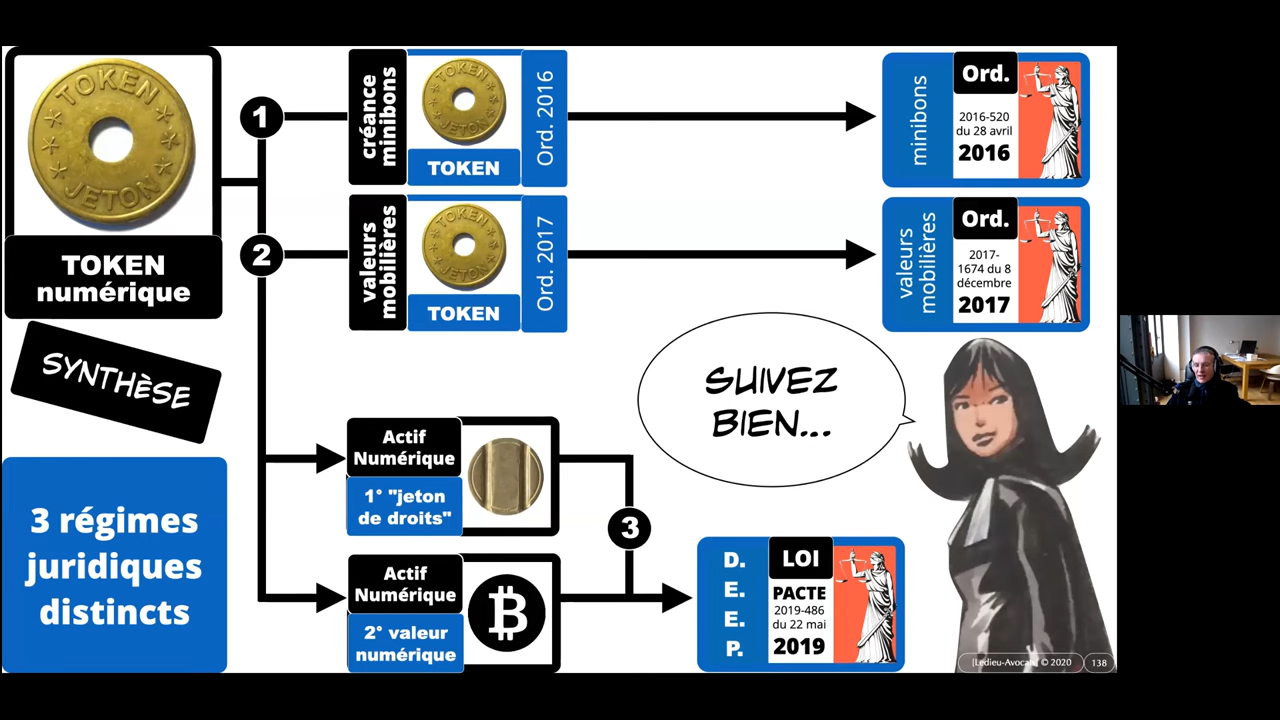 TOKEN
JETON
TOKEN
numérique
SYNTHÈSE
3 régimes
juridiques
distincts
1
créance
minibons
TOKEN
JETON
TOKEN
Ord. 2016
minibons
Ord.
2016-520
du 28 avril
2016
2
valeurs
mobilières
TOKEN
JETON
TOKEN
Ord. 2017
valeurs
mobilières
Ord.
2017-
1674 du 8
décembre
2017
SUIVEZ
BIEN...
Actif
Numérique
1° "jeton
de droits"
3
Actif
Numérique
2° valeur
numérique
D.
E.
E.
P.
LOI
PACTE
2019-486
du 22 mai
2019
[Ledieu-Avocats] © 2020
138